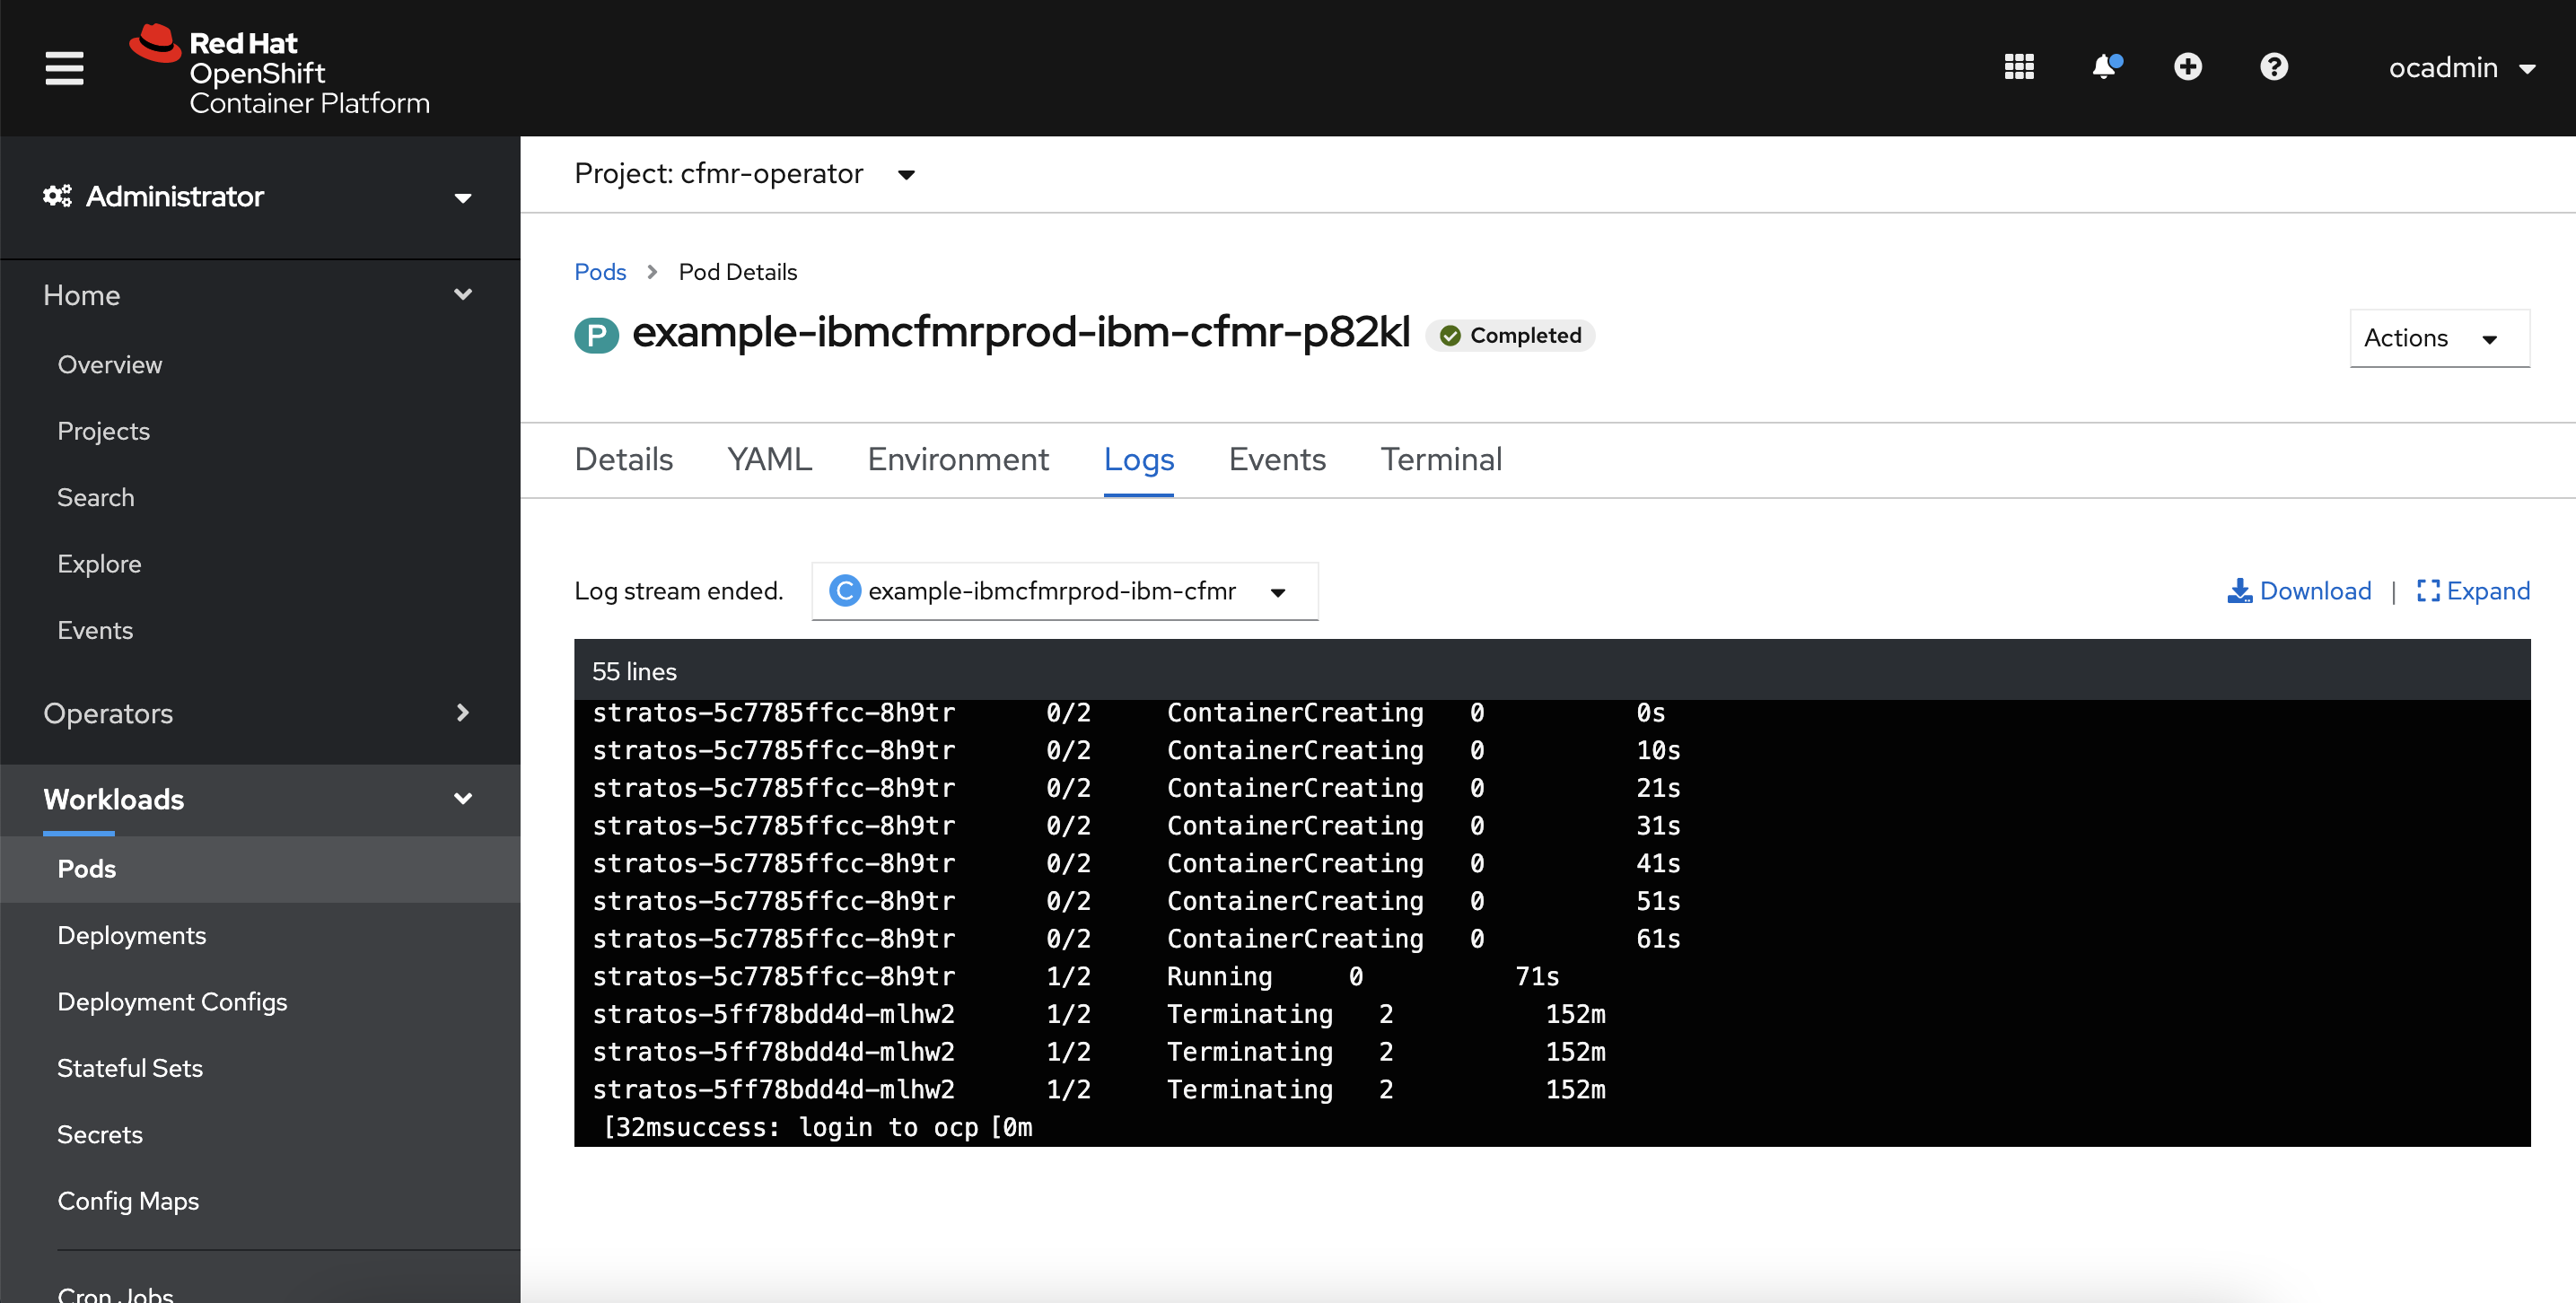 Red Hat
OpenShift
Container Platform
ocadmin
Administrator
Home
Overview
Projects
Search
Explore
Events
Operators
Workloads
Pods
Deployments
Deployment Configs
Stateful Sets
Secrets
Config Maps
Cron Jobs
Project: cfmr-operator
Pods > Pod Details
P example-ibmcfmrprod-ibm-cfmr-p82kl Completed
Actions
Details YAML Environment Logs Events Terminal
Log stream ended. C example-ibmcfmrprod-ibm-cfmr Download | Expand
55 lines
stratos-5c7785ffcc-8h9tr 0/2 ContainerCreating 0 0s
stratos-5c7785ffcc-8h9tr 0/2 ContainerCreating 0 10s
stratos-5c7785ffcc-8h9tr 0/2 ContainerCreating 0 21s
stratos-5c7785ffcc-8h9tr 0/2 ContainerCreating 0 31s
stratos-5c7785ffcc-8h9tr 0/2 ContainerCreating 0 41s
stratos-5c7785ffcc-8h9tr 0/2 ContainerCreating 0 51s
stratos-5c7785ffcc-8h9tr 0/2 ContainerCreating 0 61s
stratos-5c7785ffcc-8h9tr 1/2 Running 0 71s
stratos-5ff78bdd4d-mlhw2 1/2 Terminating 2 152m
stratos-5ff78bdd4d-mlhw2 1/2 Terminating 2 152m
stratos-5ff78bdd4d-mlhw2 1/2 Terminating 2 152m
[32msuccess: login to ocp [0m